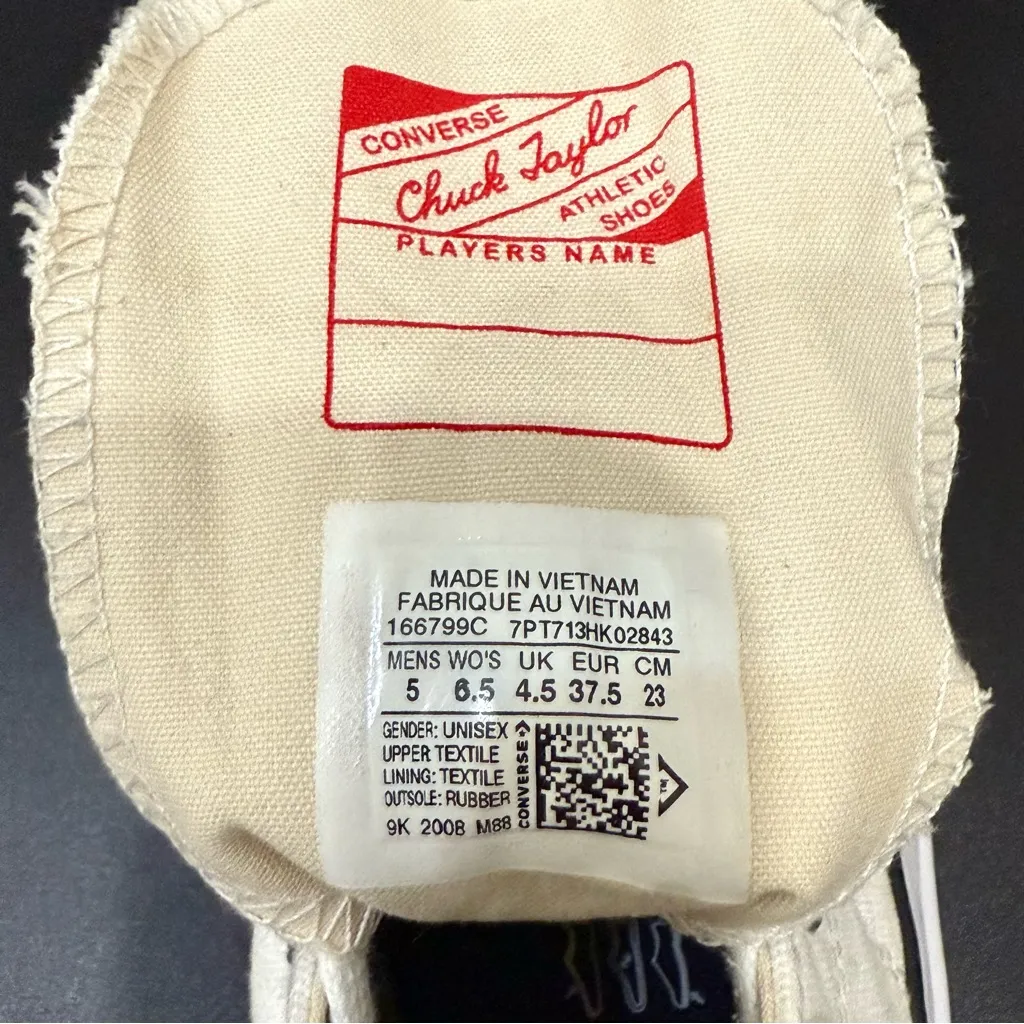 CONVERSE
Chuck Taylor
ATHLETIC
SHOES
PLAYERS NAME
MADE IN VIETNAM
FABRIQUE AU VIETNAM
166799C 7PT713HK02843
MENS WO'S UK EUR CM
5 6.5 4.5 37.5 23
GENDER: UNISEX
UPPER TEXTILE
LINING: TEXTILE
OUTSOLE: RUBBER
9K 2008 M88
CONVERSE
TM